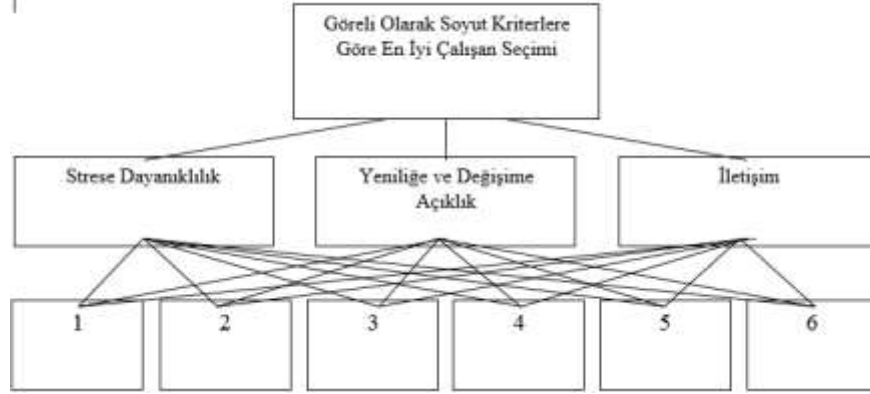 Göreli Olarak Soyut Kriterlere
Göre En İyi Çalışan Seçimi
Strese Dayanıklılık
Yeniliğe ve Değişime
Açıklık
İletişim
1
2
3
4
5
6